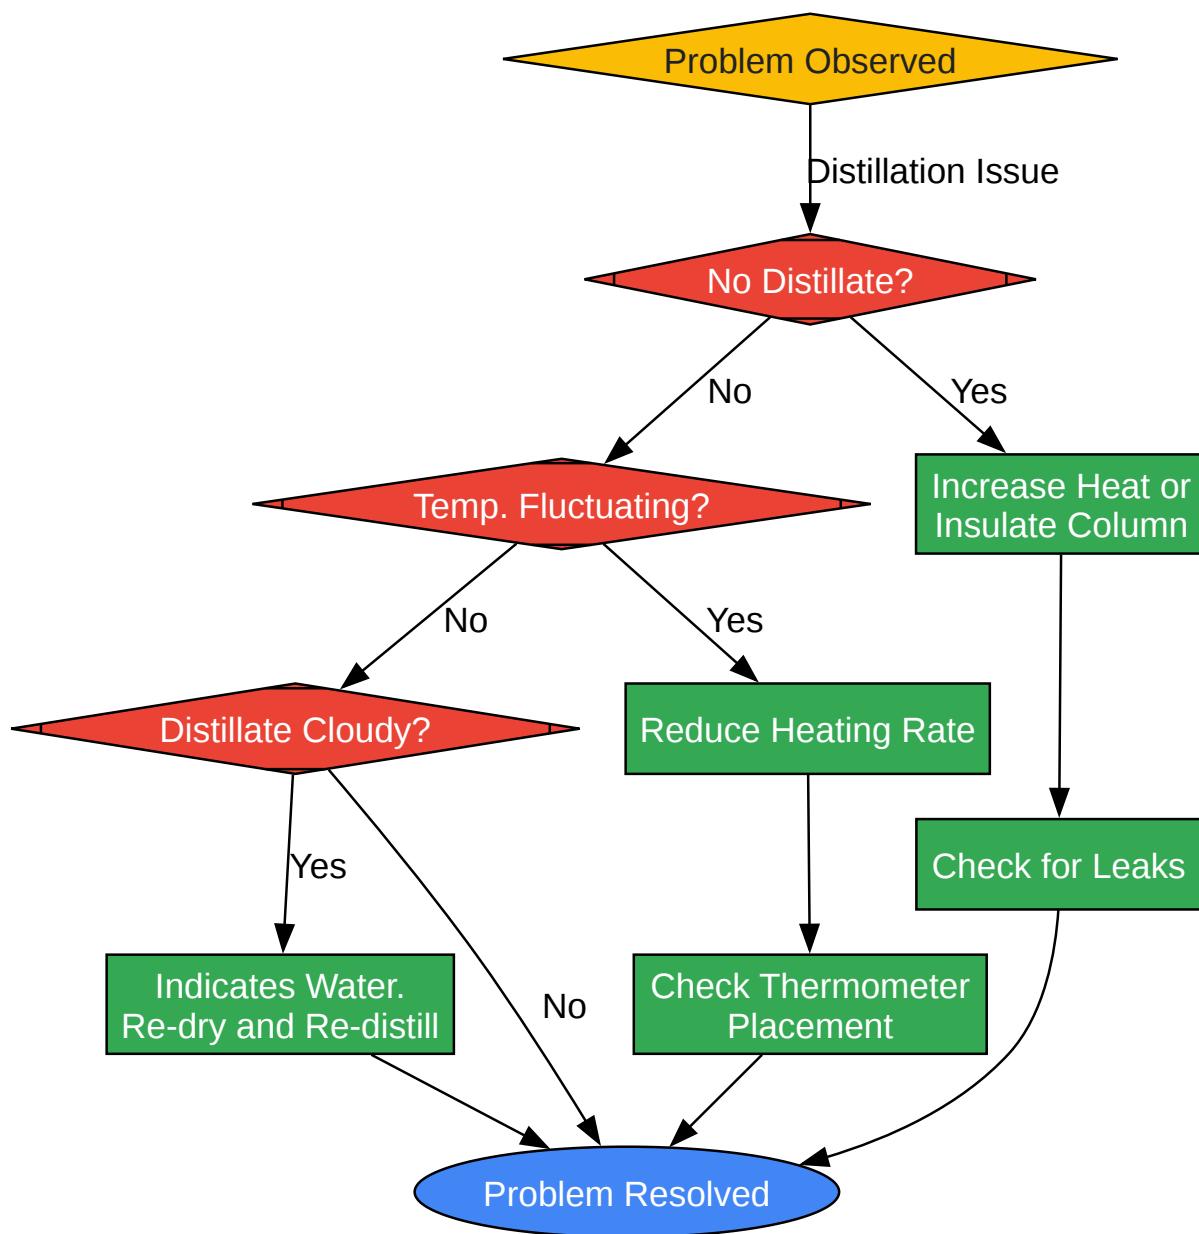 Problem Observed
Distillation Issue
No Distillate?
No
Yes
Increase Heat or
Insulate Column
Temp. Fluctuating?
No
Yes
Distillate Cloudy?
Reduce Heating Rate
Yes
Check for Leaks
Indicates Water.
Re-dry and Re-distill
No
Check Thermometer
Placement
Problem Resolved